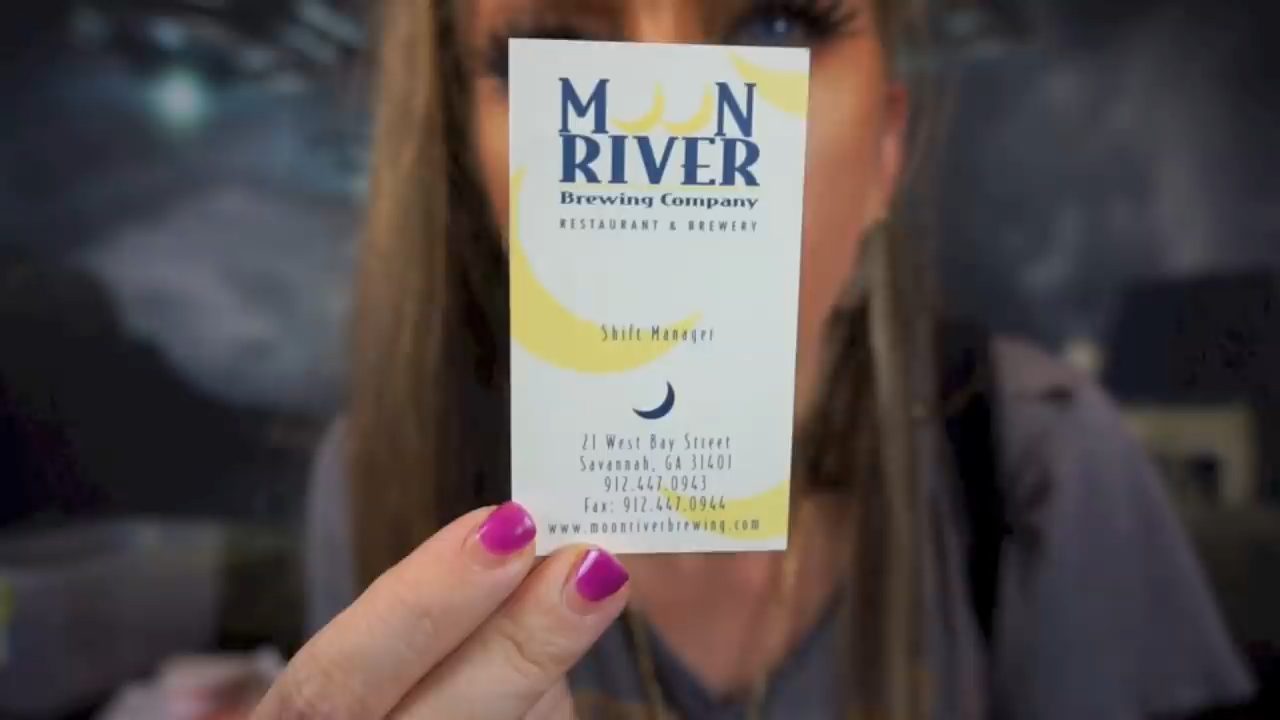 MOON
RIVER
Brewing Company
RESTAURANT & BREWERY
Shift Manager
21 West Bay Street
Savannah, GA 31401
912.447.0943
Fax: 912.447.0944
www.moonriverbrewing.com